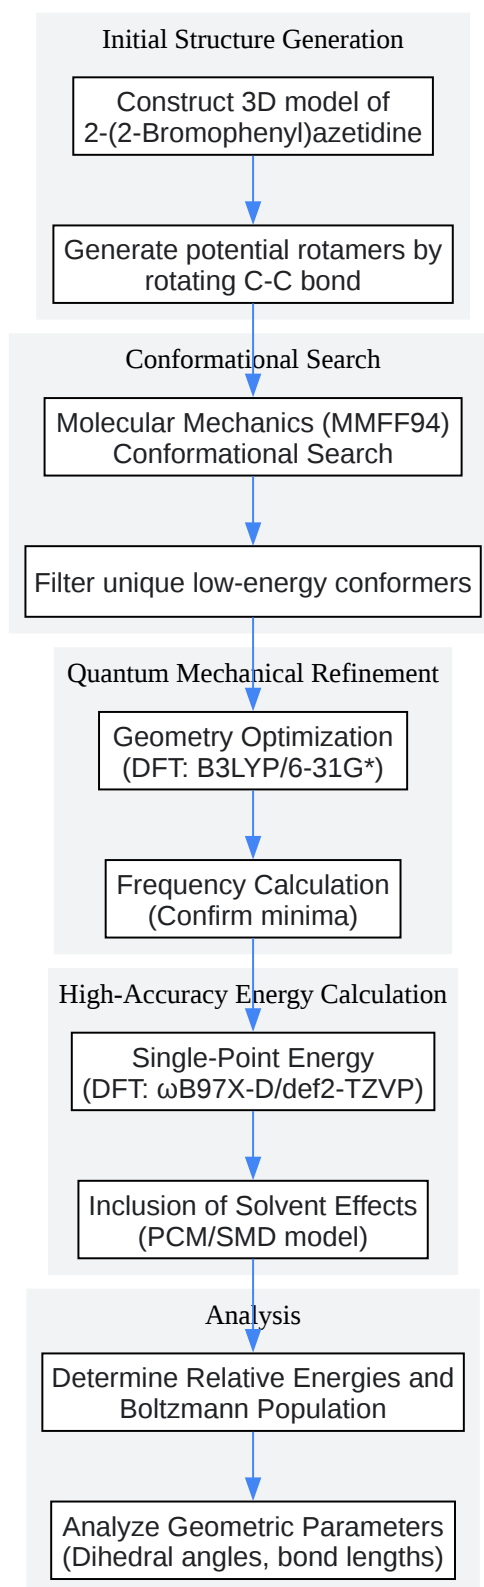 Initial Structure Generation
Construct 3D model of
2-(2-Bromophenyl)azetidine
Generate potential rotamers by
rotating C-C bond
Conformational Search
Molecular Mechanics (MMFF94)
Conformational Search
Filter unique low-energy conformers
Quantum Mechanical Refinement
Geometry Optimization
(DFT: B3LYP/6-31G*)
Frequency Calculation
(Confirm minima)
High-Accuracy Energy Calculation
Single-Point Energy
(DFT: ωB97X-D/def2-TZVP)
Inclusion of Solvent Effects
(PCM/SMD model)
Analysis
Determine Relative Energies and
Boltzmann Population
Analyze Geometric Parameters
(Dihedral angles, bond lengths)